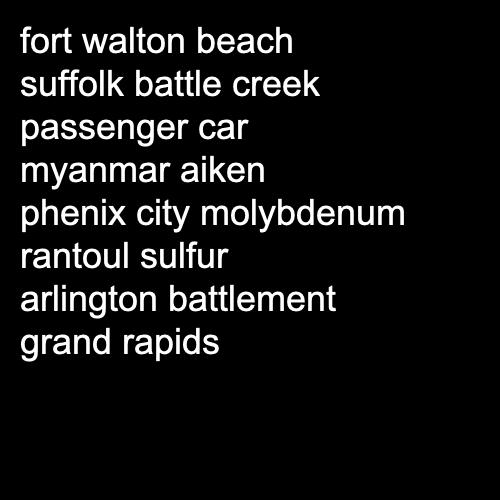 fort walton beach
suffolk battle creek
passenger car
myanmar aiken
phenix city molybdenum
rantoul sulfur
arlington battlement
grand rapids